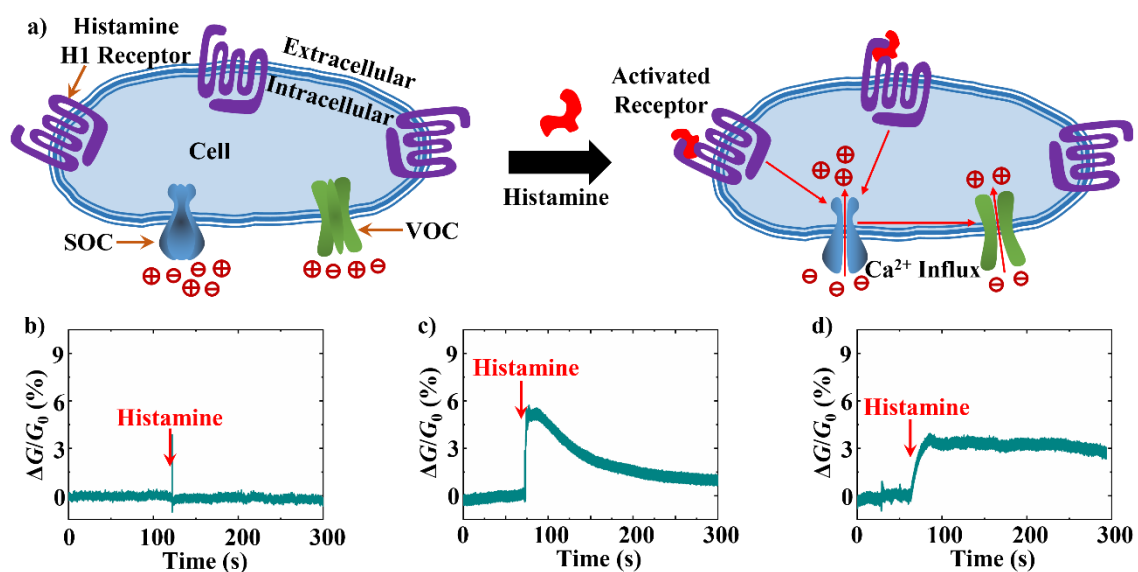 a)
Histamine
H1 Receptor
Extracellular
Intracellular
Cell
SOC
VOC
Histamine
Activated
Receptor
Ca²⁺ Influx
b)
9
6
3
0
ΔG/G₀ (%)
Histamine
0 100 200 300
Time (s)
c)
9
6
3
0
ΔG/G₀ (%)
Histamine
0 100 200 300
Time (s)
d)
9
6
3
0
ΔG/G₀ (%)
Histamine
0 100 200 300
Time (s)